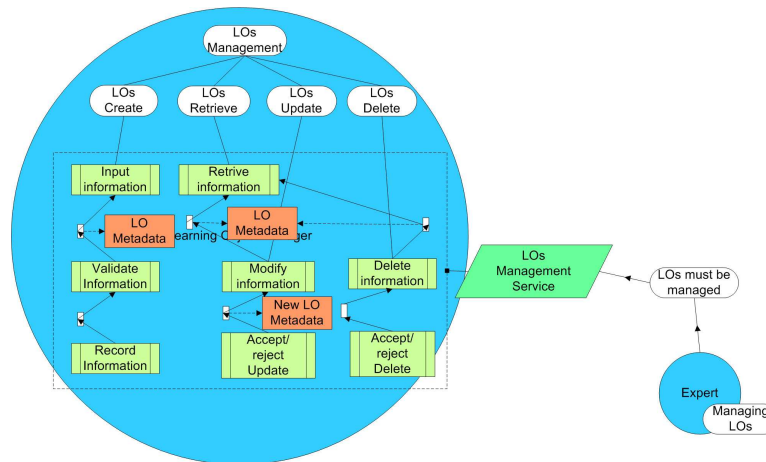 LOs
Management
LOs
Create
LOs
Retrieve
LOs
Update
LOs
Delete
Input
information
Retrive
information
LO
Metadata
LO
Metadata
Validate
Information
Modify
information
Delete
information
New LO
Metadata
Record
Information
Accept/
reject
Update
Accept/
reject
Delete
LOs
Management
Service
LOs must be
managed
Expert
Managing
LOs